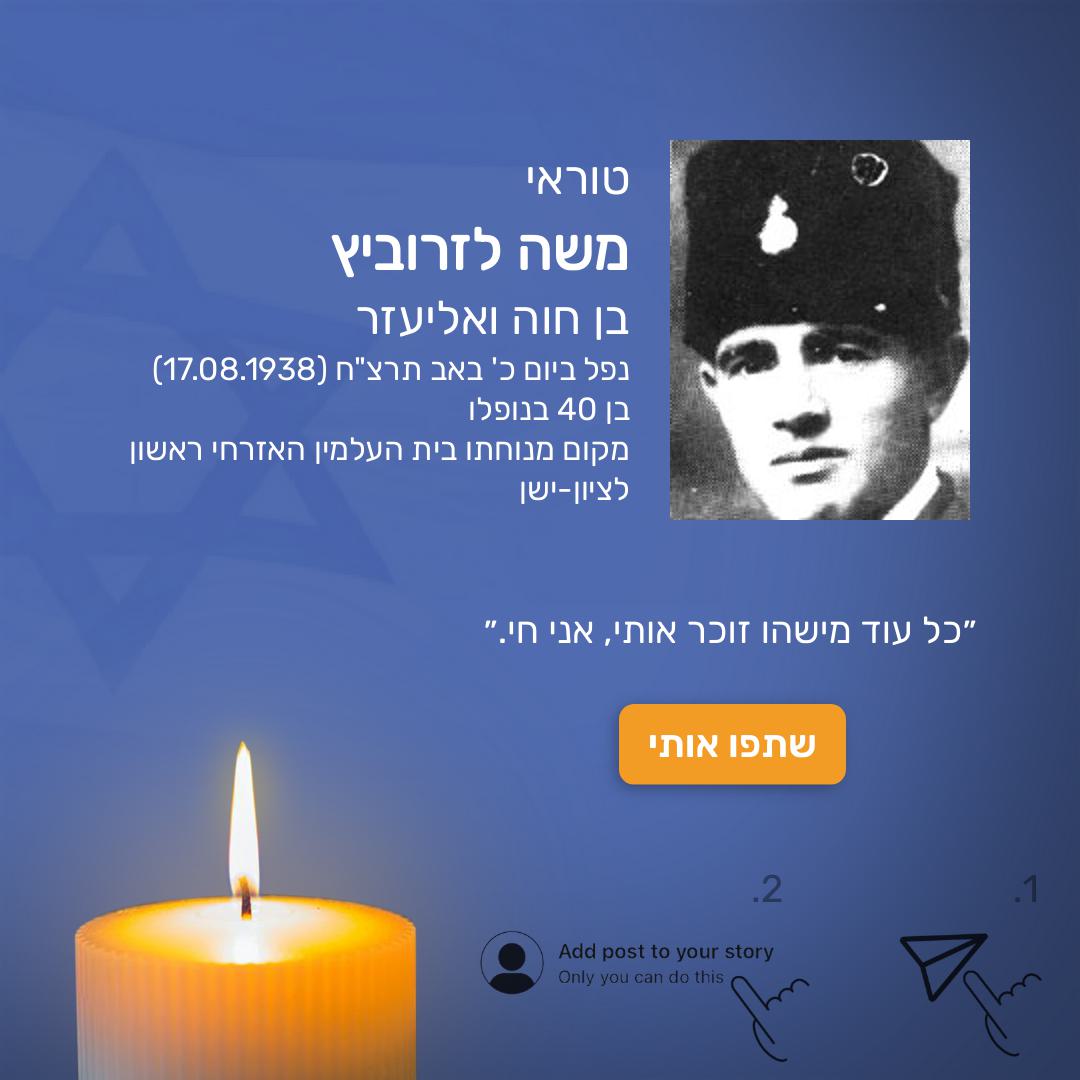 טוראי
משה לזרוביץ
בן חוה ואליעזר
נפל ביום כ' באב תרצ"ח (17.08.1938)
בן 40 בנופלו
מקום מנוחתו בית העלמין האזרחי ראשון
לציון-ישן
"כל עוד מישהו זוכר אותי, אני חי."
שתפו אותי
1.
2.
Add post to your story
Only you can do this